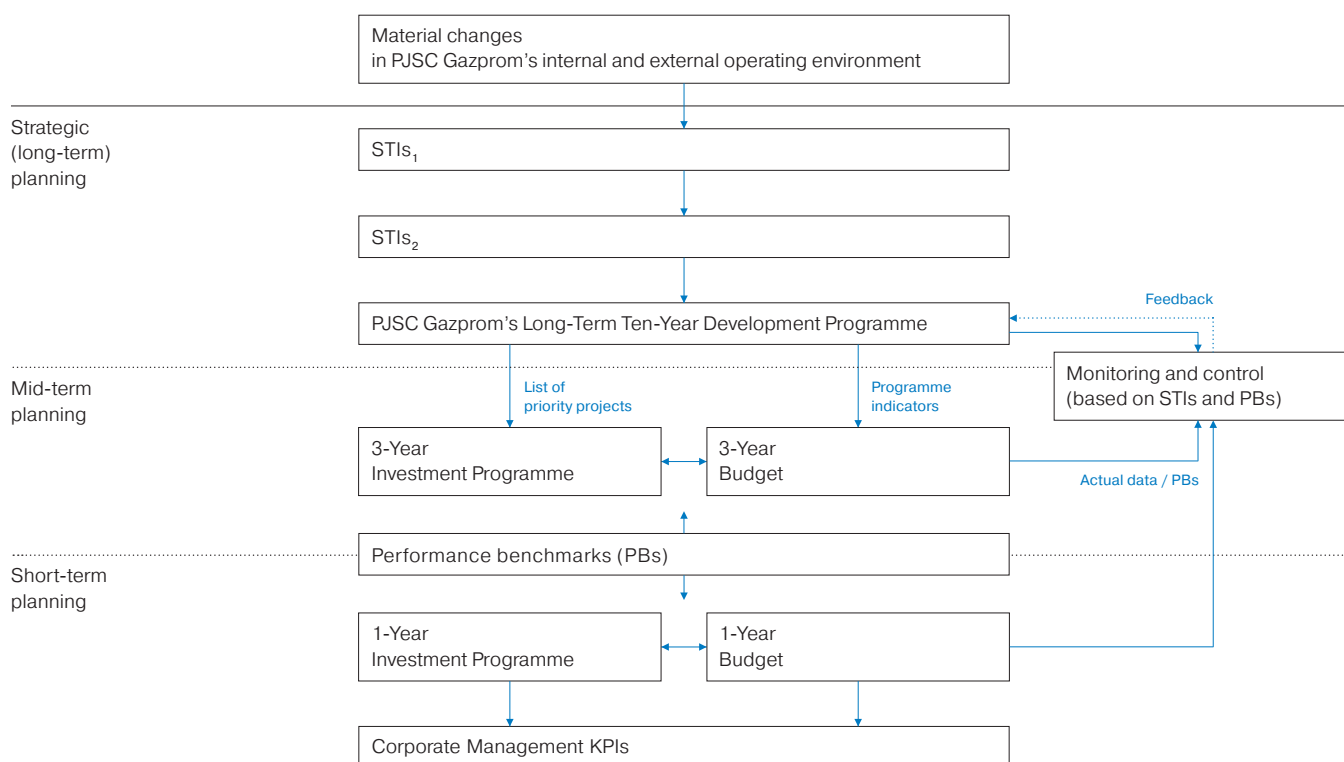 Material changes
in PJSC Gazprom's internal and external operating environment
Strategic
(long-term)
planning
STIs₁
STIs₂
Feedback
PJSC Gazprom's Long-Term Ten-Year Development Programme
Mid-term
planning
List of
priority projects
Programme
indicators
Monitoring and control
(based on STIs and PBs)
3-Year
Investment Programme
3-Year
Budget
Actual data / PBs
Performance benchmarks (PBs)
Short-term
planning
1-Year
Investment Programme
1-Year
Budget
Corporate Management KPIs